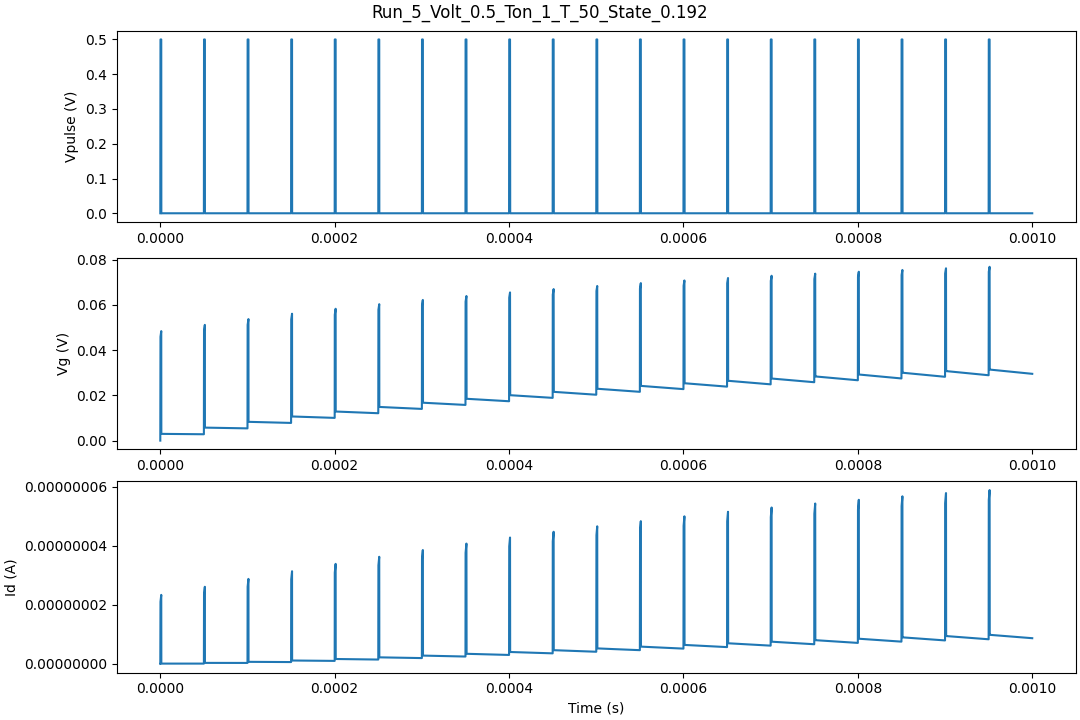 Run_5_Volt_0.5_Ton_1_T_50_State_0.192
Vpulse (V)
0.5
0.4
0.3
0.2
0.1
0.0
0.0000 0.0002 0.0004 0.0006 0.0008 0.0010
Vg (V)
0.08
0.06
0.04
0.02
0.00
0.0000 0.0002 0.0004 0.0006 0.0008 0.0010
Id (A)
0.00000006
0.00000004
0.00000002
0.00000000
0.0000 0.0002 0.0004 0.0006 0.0008 0.0010
Time (s)